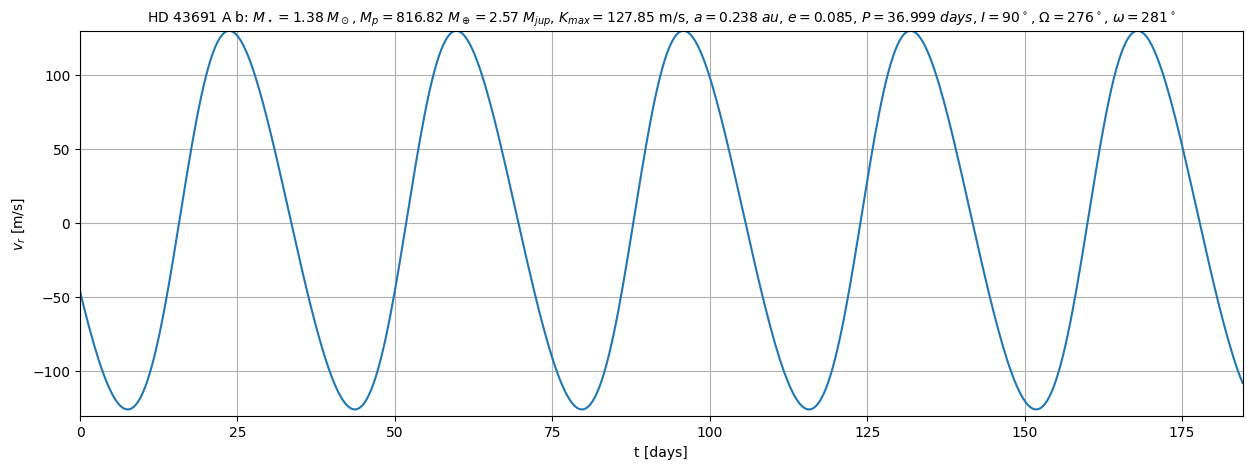 HD 43691 A b: M⋆ = 1.38 M⊙, Mp = 816.82 M⊕ = 2.57 Mjup, Kmax = 127.85 m/s, a = 0.238 au, e = 0.085, P = 36.999 days, I = 90°, Ω = 276°, ω = 281°
100
50
0
−50
−100
vr [m/s]
0 25 50 75 100 125 150 175
t [days]